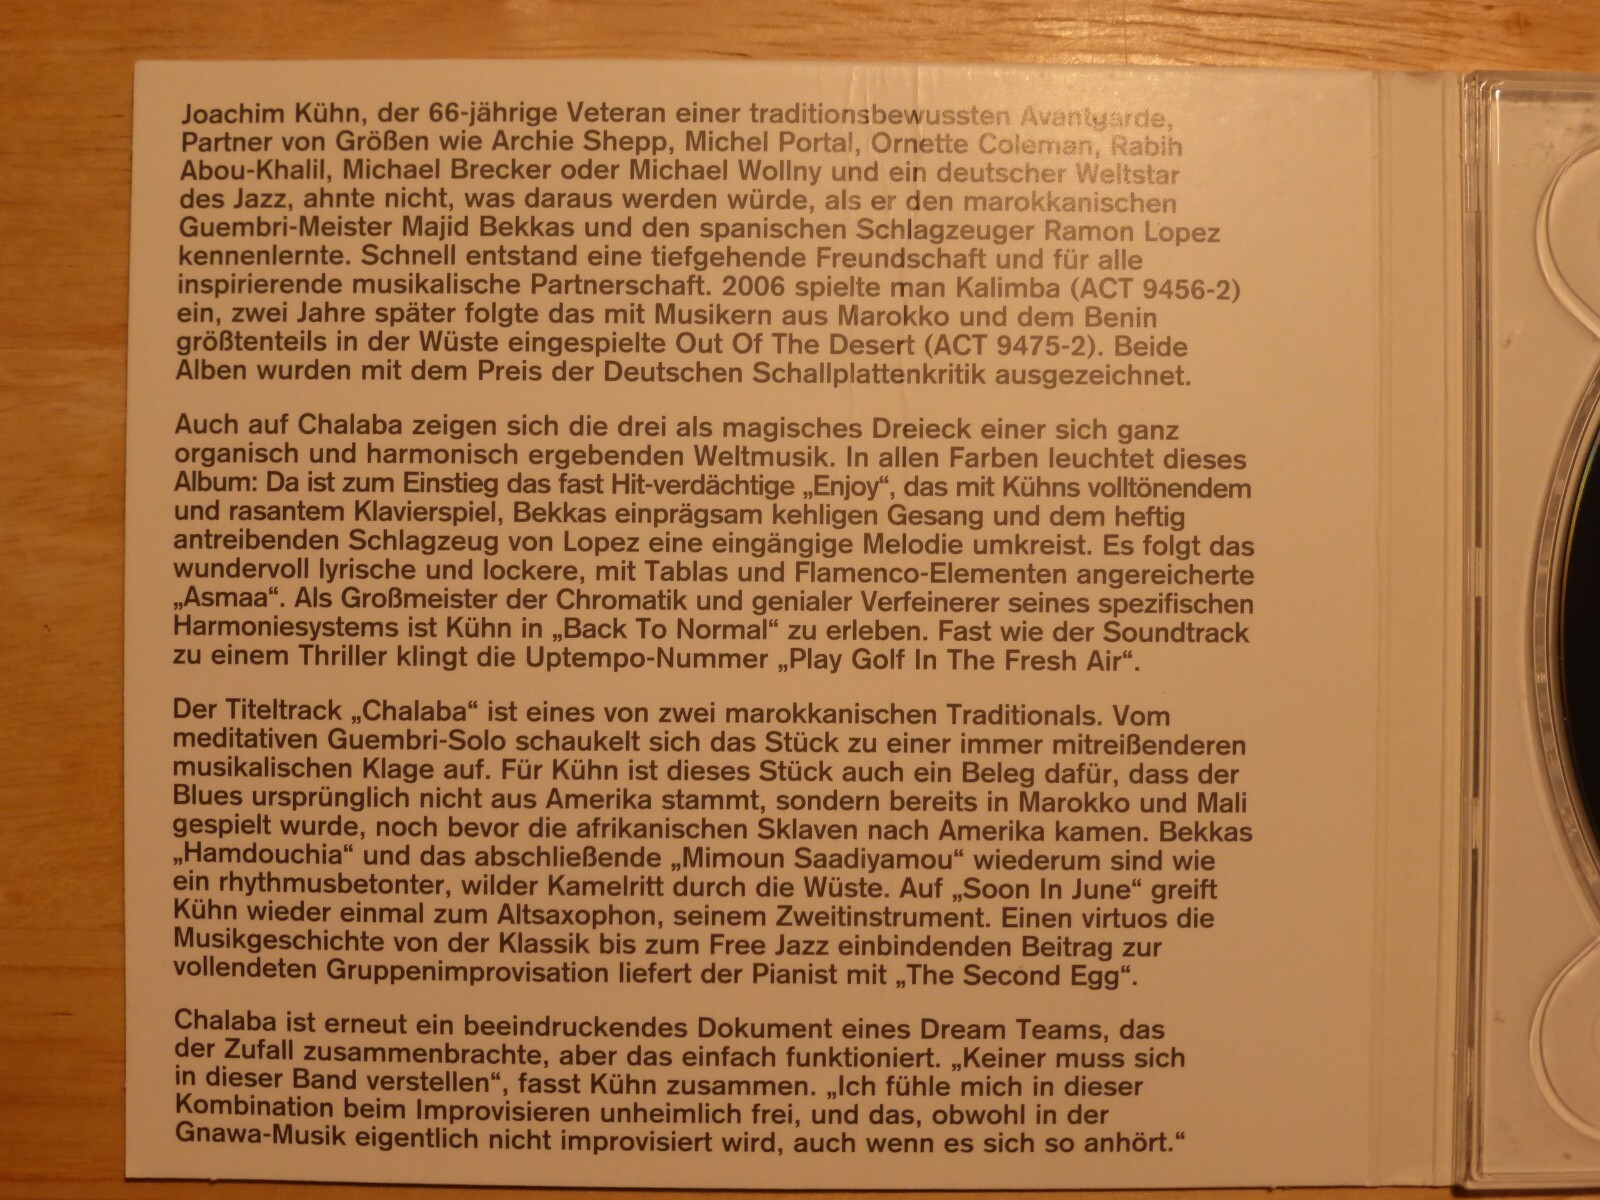 Joachim Kühn, der 66-jährige Veteran einer traditionsbewussten Avantgarde,
Partner von Größen wie Archie Shepp, Michel Portal, Ornette Coleman, Rabih
Abou-Khalil, Michael Brecker oder Michael Wollny und ein deutscher Weltstar
des Jazz, ahnte nicht, was daraus werden würde, als er den marokkanischen
Guembri-Meister Majid Bekkas und den spanischen Schlagzeuger Ramon Lopez
kennenlernte. Schnell entstand eine tiefgehende Freundschaft und für alle
inspirierende musikalische Partnerschaft. 2006 spielte man Kalimba (ACT 9456-2)
ein, zwei Jahre später folgte das mit Musikern aus Marokko und dem Benin
größtenteils in der Wüste eingespielte Out Of The Desert (ACT 9475-2). Beide
Alben wurden mit dem Preis der Deutschen Schallplattenkritik ausgezeichnet.
Auch auf Chalaba zeigen sich die drei als magisches Dreieck einer sich ganz
organisch und harmonisch ergebenden Weltmusik. In allen Farben leuchtet dieses
Album: Da ist zum Einstieg das fast Hit-verdächtige „Enjoy“, das mit Kühns volltönendem
und rasantem Klavierspiel, Bekkas einprägsam kehligen Gesang und dem heftig
antreibenden Schlagzeug von Lopez eine eingängige Melodie umkreist. Es folgt das
wundervoll lyrische und lockere, mit Tablas und Flamenco-Elementen angereicherte
„Asmaa“. Als Großmeister der Chromatik und genialer Verfeinerer seines spezifischen
Harmoniesystems ist Kühn in „Back To Normal“ zu erleben. Fast wie der Soundtrack
zu einem Thriller klingt die Uptempo-Nummer „Play Golf In The Fresh Air“.
Der Titeltrack „Chalaba“ ist eines von zwei marokkanischen Traditionals. Vom
meditativen Guembri-Solo schaukelt sich das Stück zu einer immer mitreißenderen
musikalischen Klage auf. Für Kühn ist dieses Stück auch ein Beleg dafür, dass der
Blues ursprünglich nicht aus Amerika stammt, sondern bereits in Marokko und Mali
gespielt wurde, noch bevor die afrikanischen Sklaven nach Amerika kamen. Bekkas
„Hamdouchia“ und das abschließende „Mimoun Saadiyamou“ wiederum sind wie
ein rhythmusbetonter, wilder Kamelritt durch die Wüste. Auf „Soon In June“ greift
Kühn wieder einmal zum Altsaxophon, seinem Zweitinstrument. Einen virtuos die
Musikgeschichte von der Klassik bis zum Free Jazz einbindenden Beitrag zur
vollendeten Gruppenimprovisation liefert der Pianist mit „The Second Egg“.
Chalaba ist erneut ein beeindruckendes Dokument eines Dream Teams, das
der Zufall zusammenbrachte, aber das einfach funktioniert. „Keiner muss sich
in dieser Band verstellen“, fasst Kühn zusammen. „Ich fühle mich in dieser
Kombination beim Improvisieren unheimlich frei, und das, obwohl in der
Gnawa-Musik eigentlich nicht improvisiert wird, auch wenn es sich so anhört.“